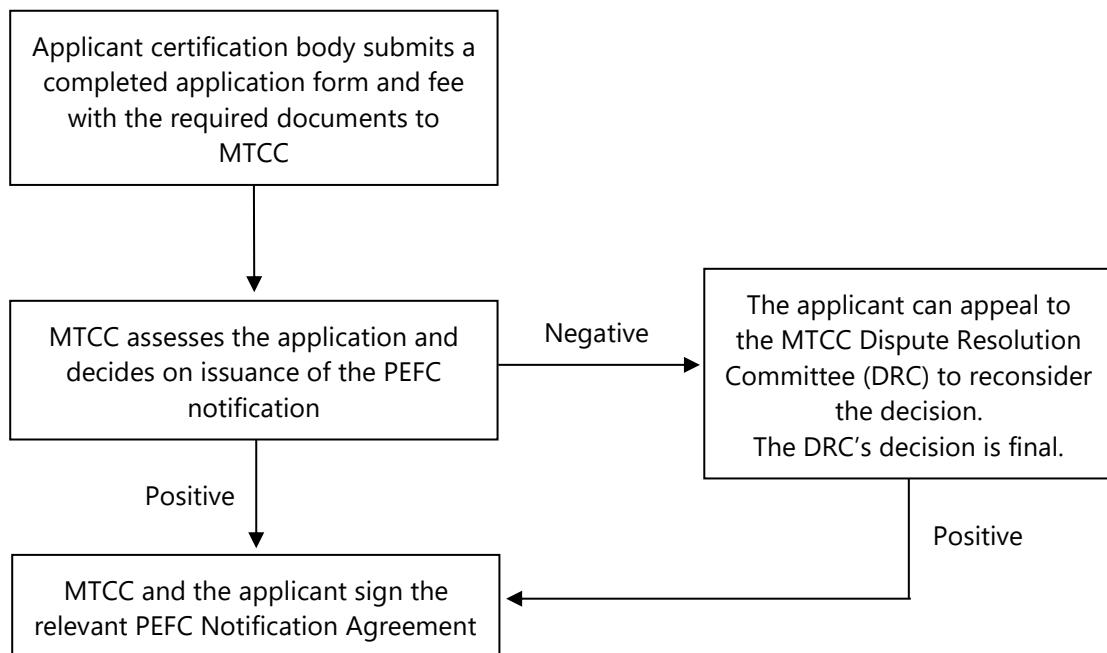 Applicant certification body submits a
completed application form and fee
with the required documents to
MTCC
MTCC assesses the application and
decides on issuance of the PEFC
notification
Negative
The applicant can appeal to
the MTCC Dispute Resolution
Committee (DRC) to reconsider
the decision.
The DRC’s decision is final.
Positive
Positive
MTCC and the applicant sign the
relevant PEFC Notification Agreement